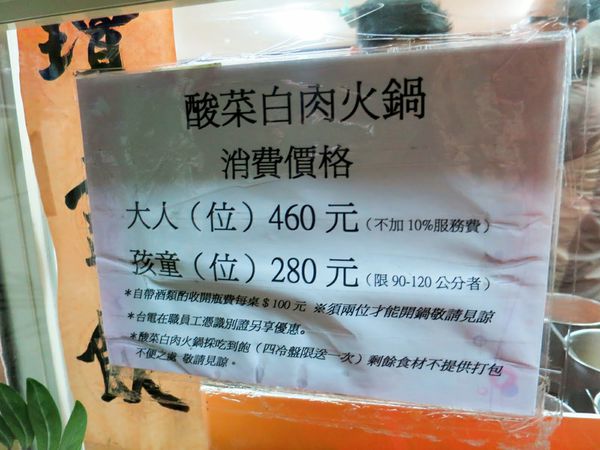 壇
酸菜白肉火鍋
消費價格
大人（位）460 元（不加 10%服務費）
孩童（位）280 元（限 90-120 公分者）
*自帶酒類酌收開瓶費每桌＄100 元 ※須兩位才能開鍋敬請見諒
*台電在職員工憑識別證另享優惠。
*酸菜白肉火鍋採吃到飽（四冷盤限送一次）剩餘食材不提供打包
不便之處 敬請見諒。